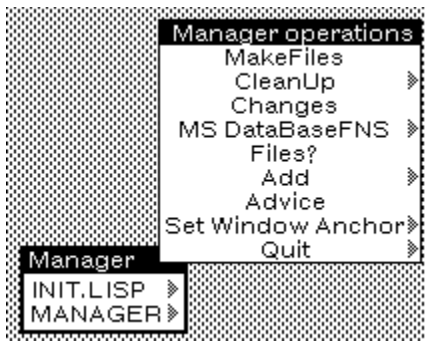 Manager operations
MakeFiles
CleanUp
Changes
MS DataBaseFNS
Files?
Add
Advice
Set Window Anchor
Quit
Manager
INIT.LISP
MANAGER